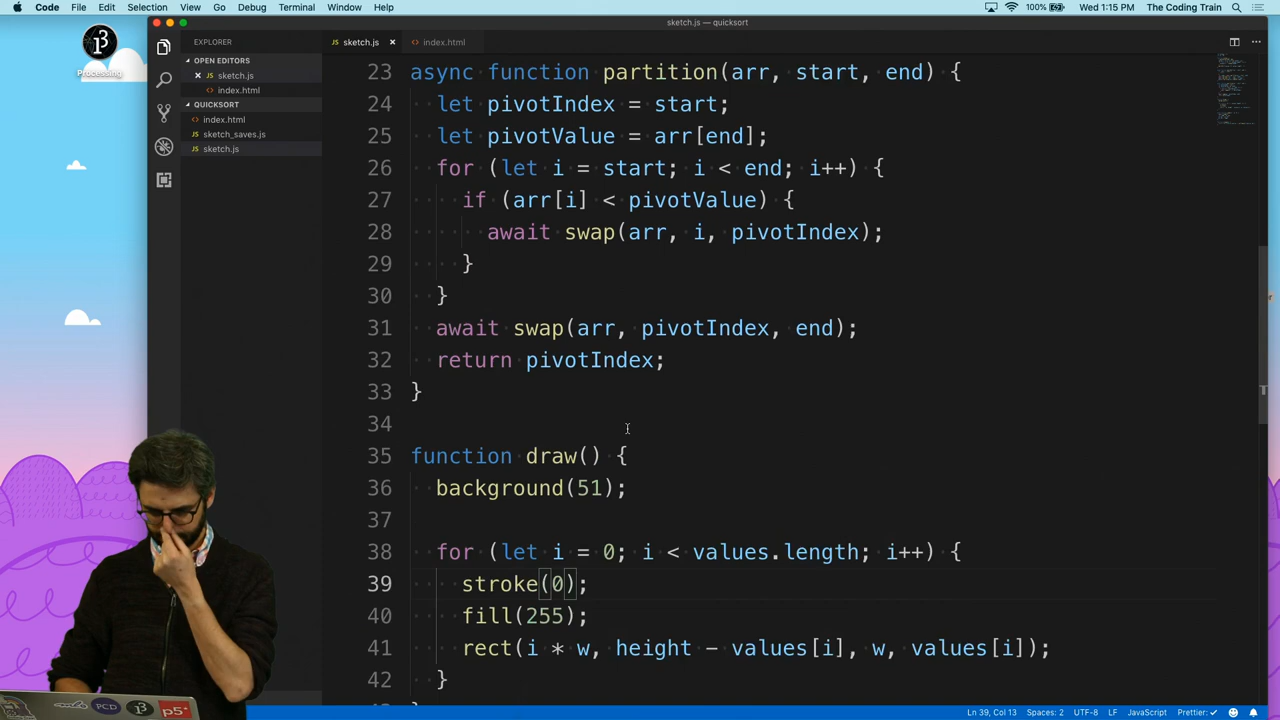 Code File Edit Selection View Go Debug Terminal Window Help 100% Wed 1:15 PM The Coding Train
sketch.js — quicksort
Processing
EXPLORER
OPEN EDITORS
sketch.js
index.html
QUICKSORT
index.html
sketch_saves.js
sketch.js
sketch.js index.html
23 async function partition(arr, start, end) {
24 let pivotIndex = start;
25 let pivotValue = arr[end];
26 for (let i = start; i < end; i++) {
27 if (arr[i] < pivotValue) {
28 await swap(arr, i, pivotIndex);
29 }
30 }
31 await swap(arr, pivotIndex, end);
32 return pivotIndex;
33 }
34
35 function draw() {
36 background(51);
37
38 for (let i = 0; i < values.length; i++) {
39 stroke(0);
40 fill(255);
41 rect(i * w, height - values[i], w, values[i]);
42 }
Ln 39, Col 13 Spaces: 2 UTF-8 LF JavaScript Prettier: ✓
PCD p5*